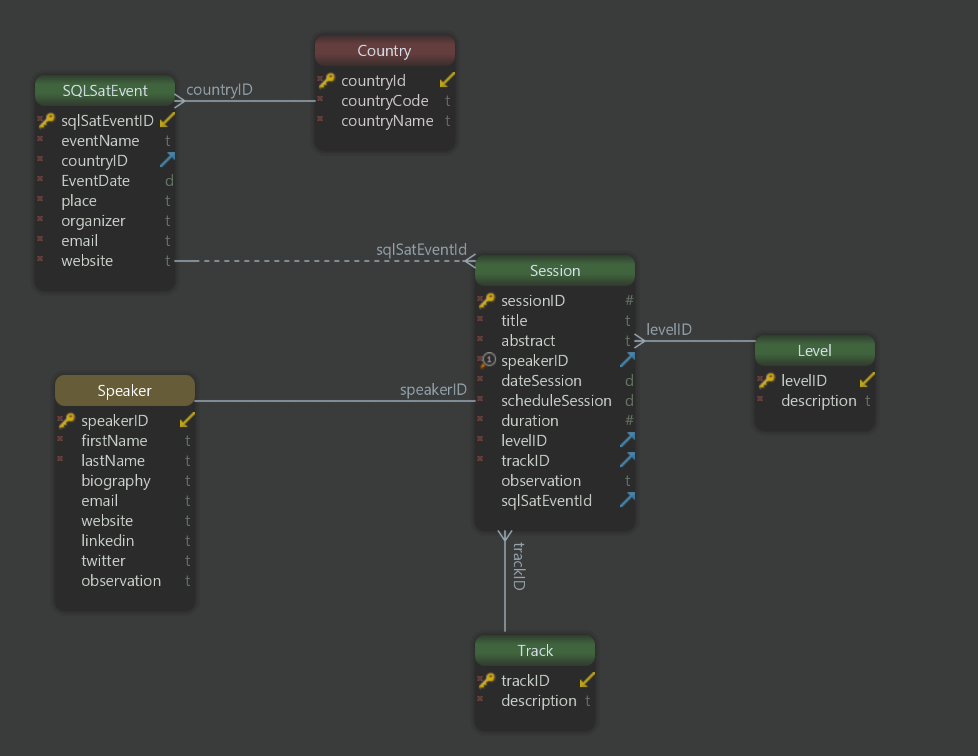 Country
countryId
countryCode t
countryName t
SQLSatEvent
sqlSatEventID
eventName t
countryID
EventDate d
place t
organizer t
email t
website t
countryID
sqlSatEventId
Session
sessionID #
title t
abstract t
speakerID
dateSession d
scheduleSession d
duration #
levelID
trackID
observation t
sqlSatEventId
levelID
Level
levelID
description t
Speaker
speakerID
firstName t
lastName t
biography t
email t
website t
linkedin t
twitter t
observation t
speakerID
trackID
Track
trackID
description t